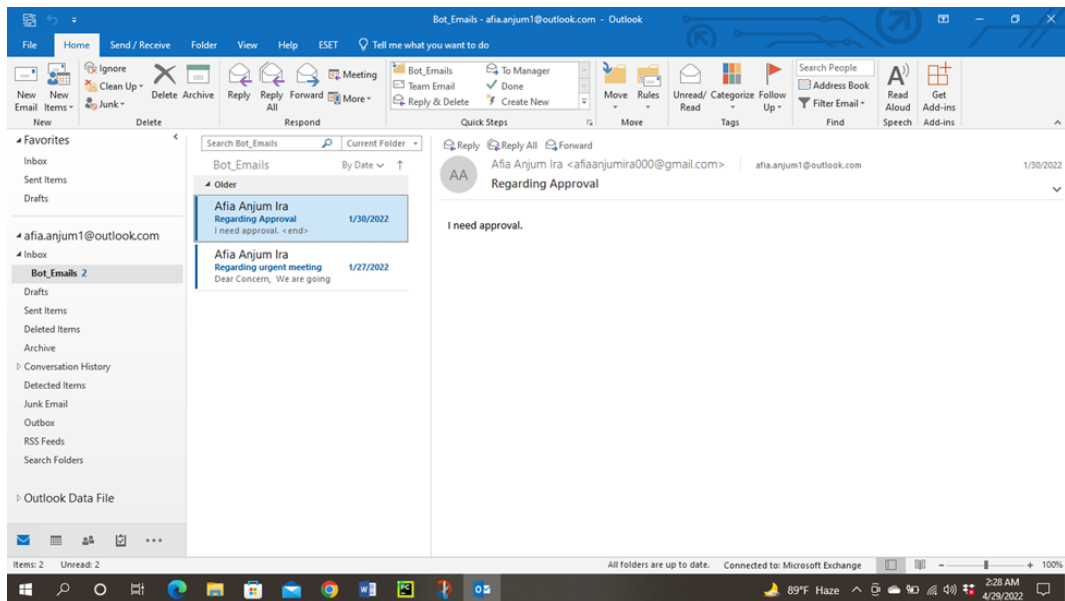 Bot_Emails - afia.anjum1@outlook.com - Outlook
File Home Send / Receive Folder View Help ESET Tell me what you want to do
New Email
New Items
Ignore
Clean Up
Junk
Delete
Archive
Reply
Reply All
Forward
Meeting
More
Bot_Emails
Team Email
Reply & Delete
To Manager
Done
Create New
Move
Rules
Unread/ Read
Categorize
Follow Up
Search People
Address Book
Filter Email
Read Aloud
Get Add-ins
New Delete Respond Quick Steps Move Tags Find Speech Add-ins
Favorites
Inbox
Sent Items
Drafts
afia.anjum1@outlook.com
Inbox
Bot_Emails 2
Drafts
Sent Items
Deleted Items
Archive
Conversation History
Detected Items
Junk Email
Outbox
RSS Feeds
Search Folders
Outlook Data File
Search Bot_Emails Current Folder
Bot_Emails By Date
Older
Afia Anjum Ira
Regarding Approval 1/30/2022
I need approval. <end>
Afia Anjum Ira
Regarding urgent meeting 1/27/2022
Dear Concern, We are going
Reply Reply All Forward
AA
Afia Anjum Ira <afiaanjumira000@gmail.com> afia.anjum1@outlook.com 1/30/2022
Regarding Approval
I need approval.
Items: 2 Unread: 2 All folders are up to date. Connected to: Microsoft Exchange 100%
89°F Haze
2:28 AM
4/29/2022